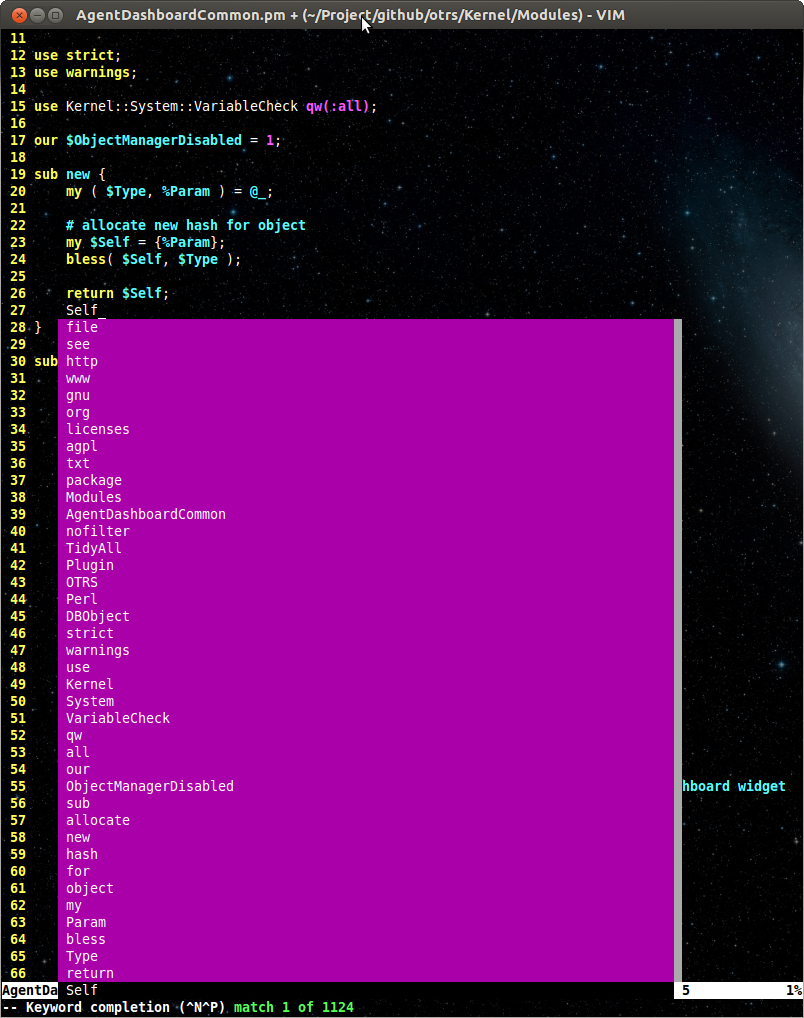 AgentDashboardCommon.pm + (~/Project/github/otrs/Kernel/Modules) - VIM
11
12 use strict;
13 use warnings;
14
15 use Kernel::System::VariableCheck qw(:all);
16
17 our $ObjectManagerDisabled = 1;
18
19 sub new {
20     my ( $Type, %Param ) = @_;
21
22     # allocate new hash for object
23     my $Self = {%Param};
24     bless( $Self, $Type );
25
26     return $Self;
27     Self_
28 } file
29     see
30 sub http
31     www
32     gnu
33     org
34     licenses
35     agpl
36     txt
37     package
38     Modules
39     AgentDashboardCommon
40     nofilter
41     TidyAll
42     Plugin
43     OTRS
44     Perl
45     DBObject
46     strict
47     warnings
48     use
49     Kernel
50     System
51     VariableCheck
52     qw
53     all
54     our
55     ObjectManagerDisabled hboard widget
56     sub
57     allocate
58     new
59     hash
60     for
61     object
62     my
63     Param
64     bless
65     Type
66     return
AgentDa Self 5 1%
-- Keyword completion (^N^P) match 1 of 1124